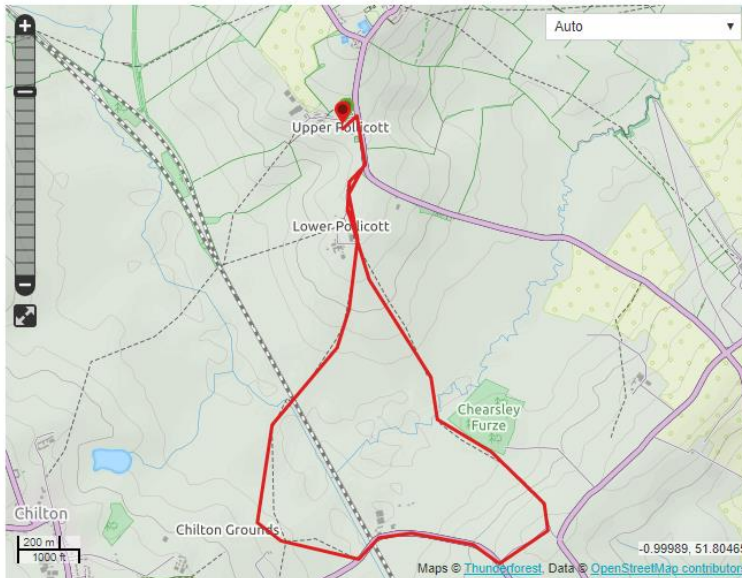 Auto
Upper Pollicott
Lower Pollicott
Chearsley
Furze
Chilton
Chilton Grounds
200 m
1000 ft
-0.99989, 51.80465
Maps © Thunderforest, Data © OpenStreetMap contributor